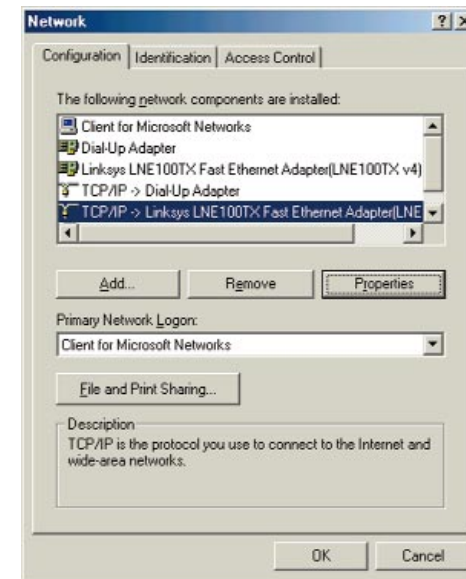 Network
Configuration Identification Access Control
The following network components are installed:
Client for Microsoft Networks
Dial-Up Adapter
Linksys LNE100TX Fast Ethernet Adapter(LNE100TX v4)
TCP/IP -> Dial-Up Adapter
TCP/IP -> Linksys LNE100TX Fast Ethernet Adapter(LNE
Add... Remove Properties
Primary Network Logon:
Client for Microsoft Networks
File and Print Sharing...
Description
TCP/IP is the protocol you use to connect to the Internet and
wide-area networks.
OK Cancel